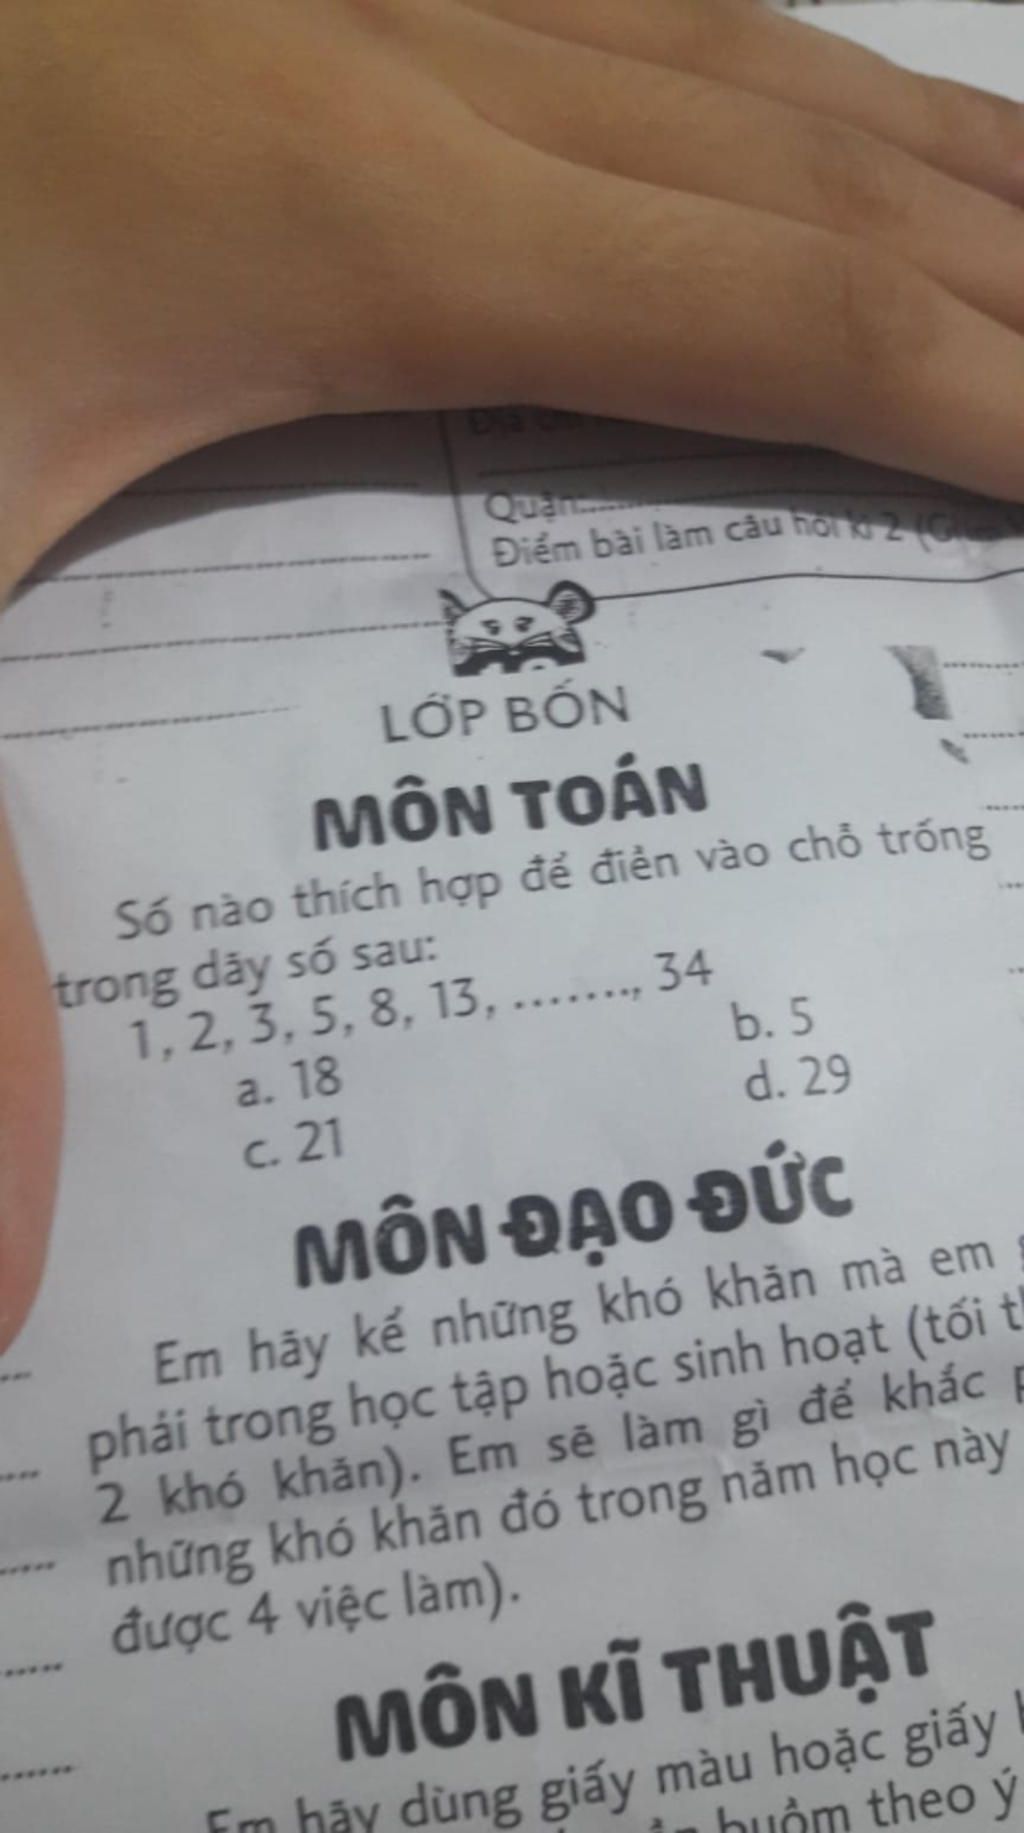 Quận:
Điểm bài làm câu hỏi kì 2
LỚP BỐN
MÔN TOÁN
Số nào thích hợp để điền vào chỗ trống
trong dãy số sau:
1, 2, 3, 5, 8, 13, ......., 34
a. 18
b. 5
c. 21
d. 29
MÔN ĐẠO ĐỨC
Em hãy kể những khó khăn mà em
phải trong học tập hoặc sinh hoạt (tối
2 khó khăn). Em sẽ làm gì để khắc
những khó khăn đó trong năm học này
được 4 việc làm).
MÔN KĨ THUẬT
Em hãy dùng giấy màu hoặc giấy
buồm theo ý